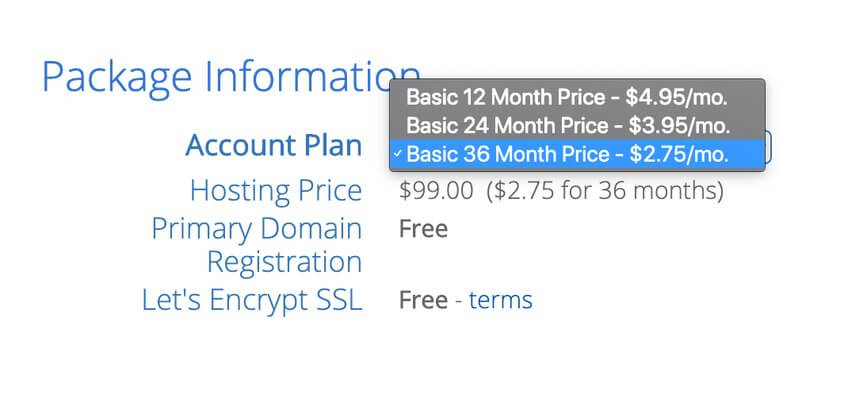 Package Information
Basic 12 Month Price - $4.95/mo.
Basic 24 Month Price - $3.95/mo.
Account Plan ✓ Basic 36 Month Price - $2.75/mo.
Hosting Price $99.00 ($2.75 for 36 months)
Primary Domain Registration Free
Let's Encrypt SSL Free - terms